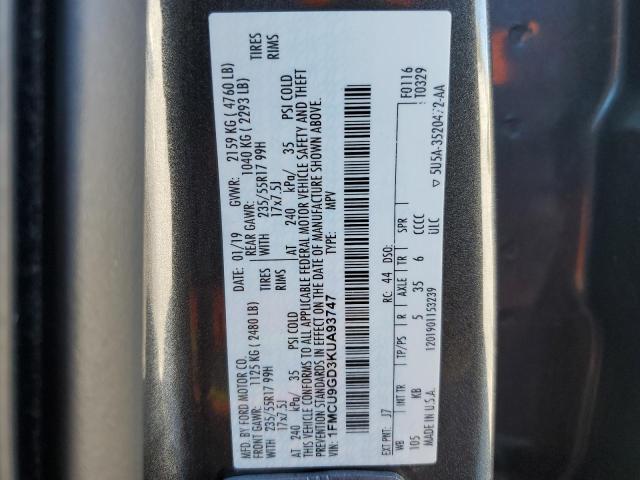 MFD. BY FORD MOTOR CO.
DATE: 01/19 GVWR: 2159 KG ( 4760 LB)
FRONT GAWR: 1125 KG ( 2480 LB) REAR GAWR: 1040 KG ( 2293 LB)
WITH 235/55R17 99H TIRES WITH 235/55R17 99H TIRES
17x7.5J RIMS 17x7.5J RIMS
AT 240 kPa/ 35 PSI COLD AT 240 kPa/ 35 PSI COLD
THIS VEHICLE CONFORMS TO ALL APPLICABLE FEDERAL MOTOR VEHICLE SAFETY AND THEFT
PREVENTION STANDARDS IN EFFECT ON THE DATE OF MANUFACTURE SHOWN ABOVE.
VIN: 1FMCU9GD3KUA93747 TYPE: MPV
F0116
T0329
EXT PNT: J7 RC: 44 DSO:
WB INT TR TP/PS R AXLE TR SPR
105 KB 5 35 6 CCCC
MADE IN U.S.A. 1201901153239 ULC
5U5A-3520472-AA